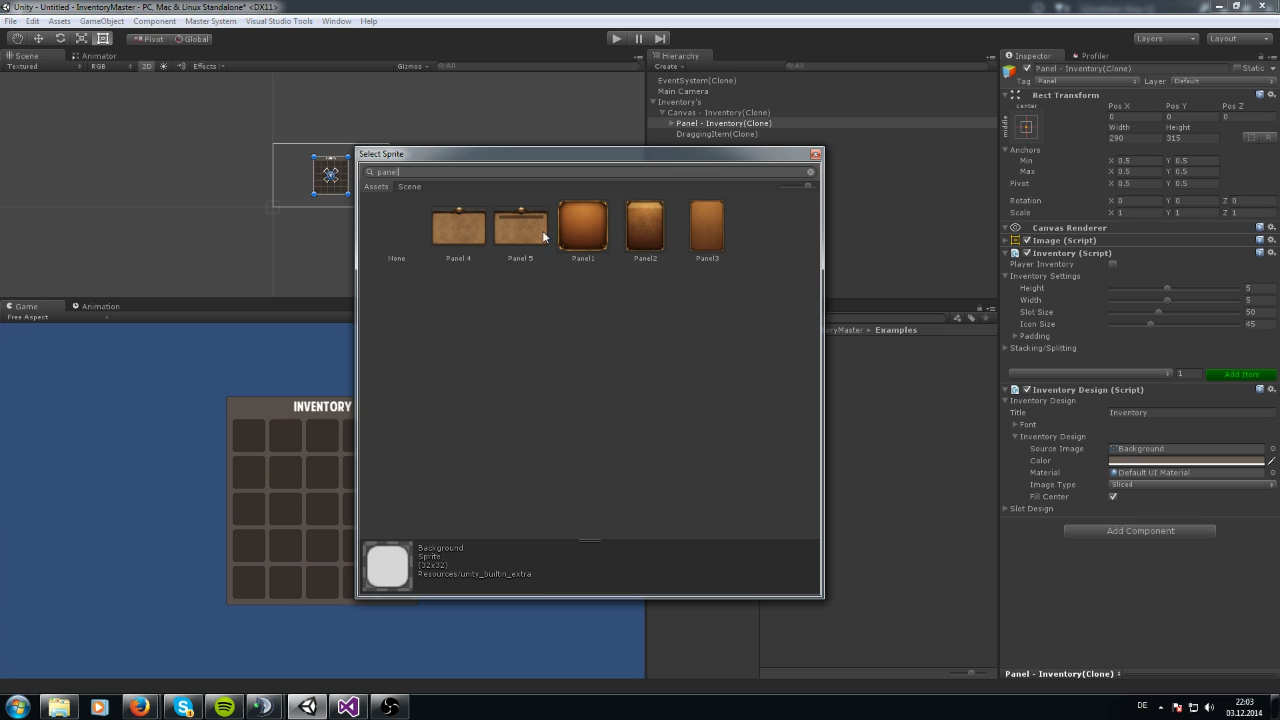 Unity - Untitled - InventoryMaster - PC, Mac & Linux Standalone* <DX11>
File Edit Assets GameObject Component Master System Visual Studio Tools Window Help
Pivot Global Layers Layout
Scene Animator
Textured RGB 2D Effects Gizmos All
Hierarchy
Create All
EventSystem(Clone)
Main Camera
Inventory's
Canvas - Inventory(Clone)
Panel - Inventory(Clone)
DraggingItem(Clone)
Select Sprite
panel
Assets Scene
None Panel 4 Panel 5 Panel1 Panel2 Panel3
Background
Sprite
(32x32)
Resources/unity_builtin_extra
Game Animation
Free Aspect
INVENTORY
oryMaster Examples
Inspector Profiler
Panel - Inventory(Clone) Static
Tag Panel Layer Default
Rect Transform
center Pos X Pos Y Pos Z
middle 0 0 0
Width Height
290 315
R
Anchors
Min X 0.5 Y 0.5
Max X 0.5 Y 0.5
Pivot X 0.5 Y 0.5
Rotation X 0 Y 0 Z 0
Scale X 1 Y 1 Z 1
Canvas Renderer
Image (Script)
Inventory (Script)
Player Inventory
Inventory Settings
Height 5
Width 5
Slot Size 50
Icon Size 45
Padding
Stacking/Splitting
1 Add Item
Inventory Design (Script)
Inventory Design
Title Inventory
Font
Inventory Design
Source Image Background
Color
Material Default UI Material
Image Type Sliced
Fill Center
Slot Design
Add Component
Panel - Inventory(Clone)
DE 22:03
03.12.2014